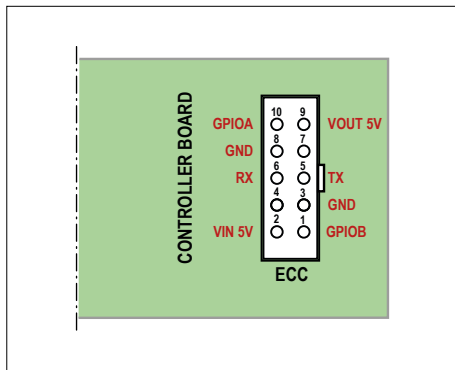 CONTROLLER BOARD
GPIOA 10 9 VOUT 5V
GND 8 7
RX 6 5 TX
4 3 GND
VIN 5V 2 1 GPIOB
ECC